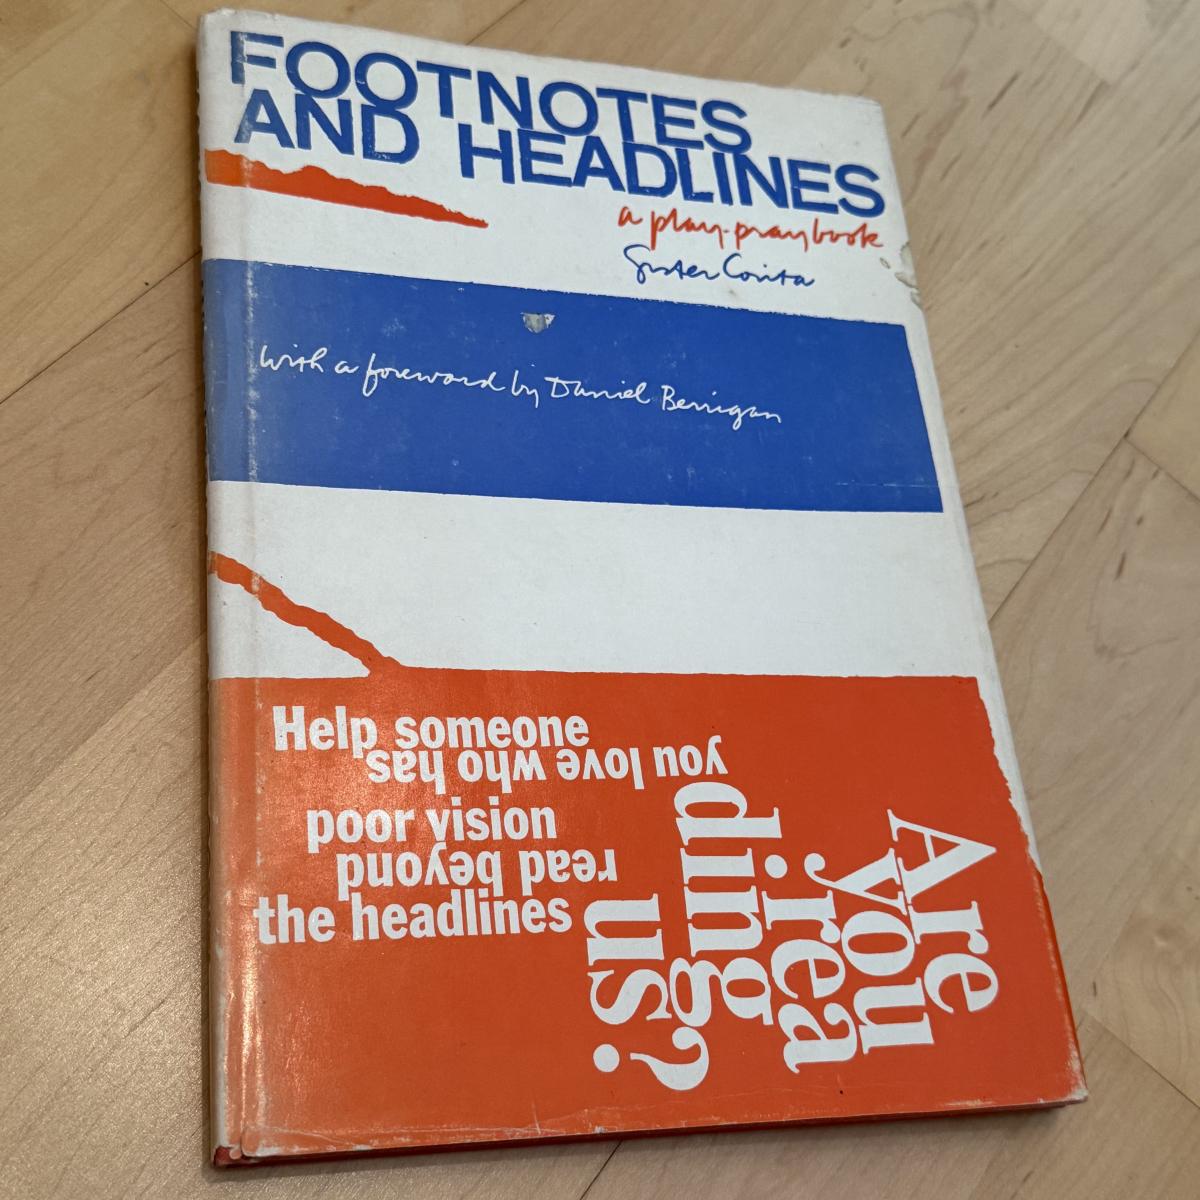 FOOTNOTES
AND HEADLINES
a play-pray book
Sister Corita
With a foreword by Daniel Berrigan
Help someone
you love who has
poor vision
read beyond
the headlines
Are
you
rea
ding
us?